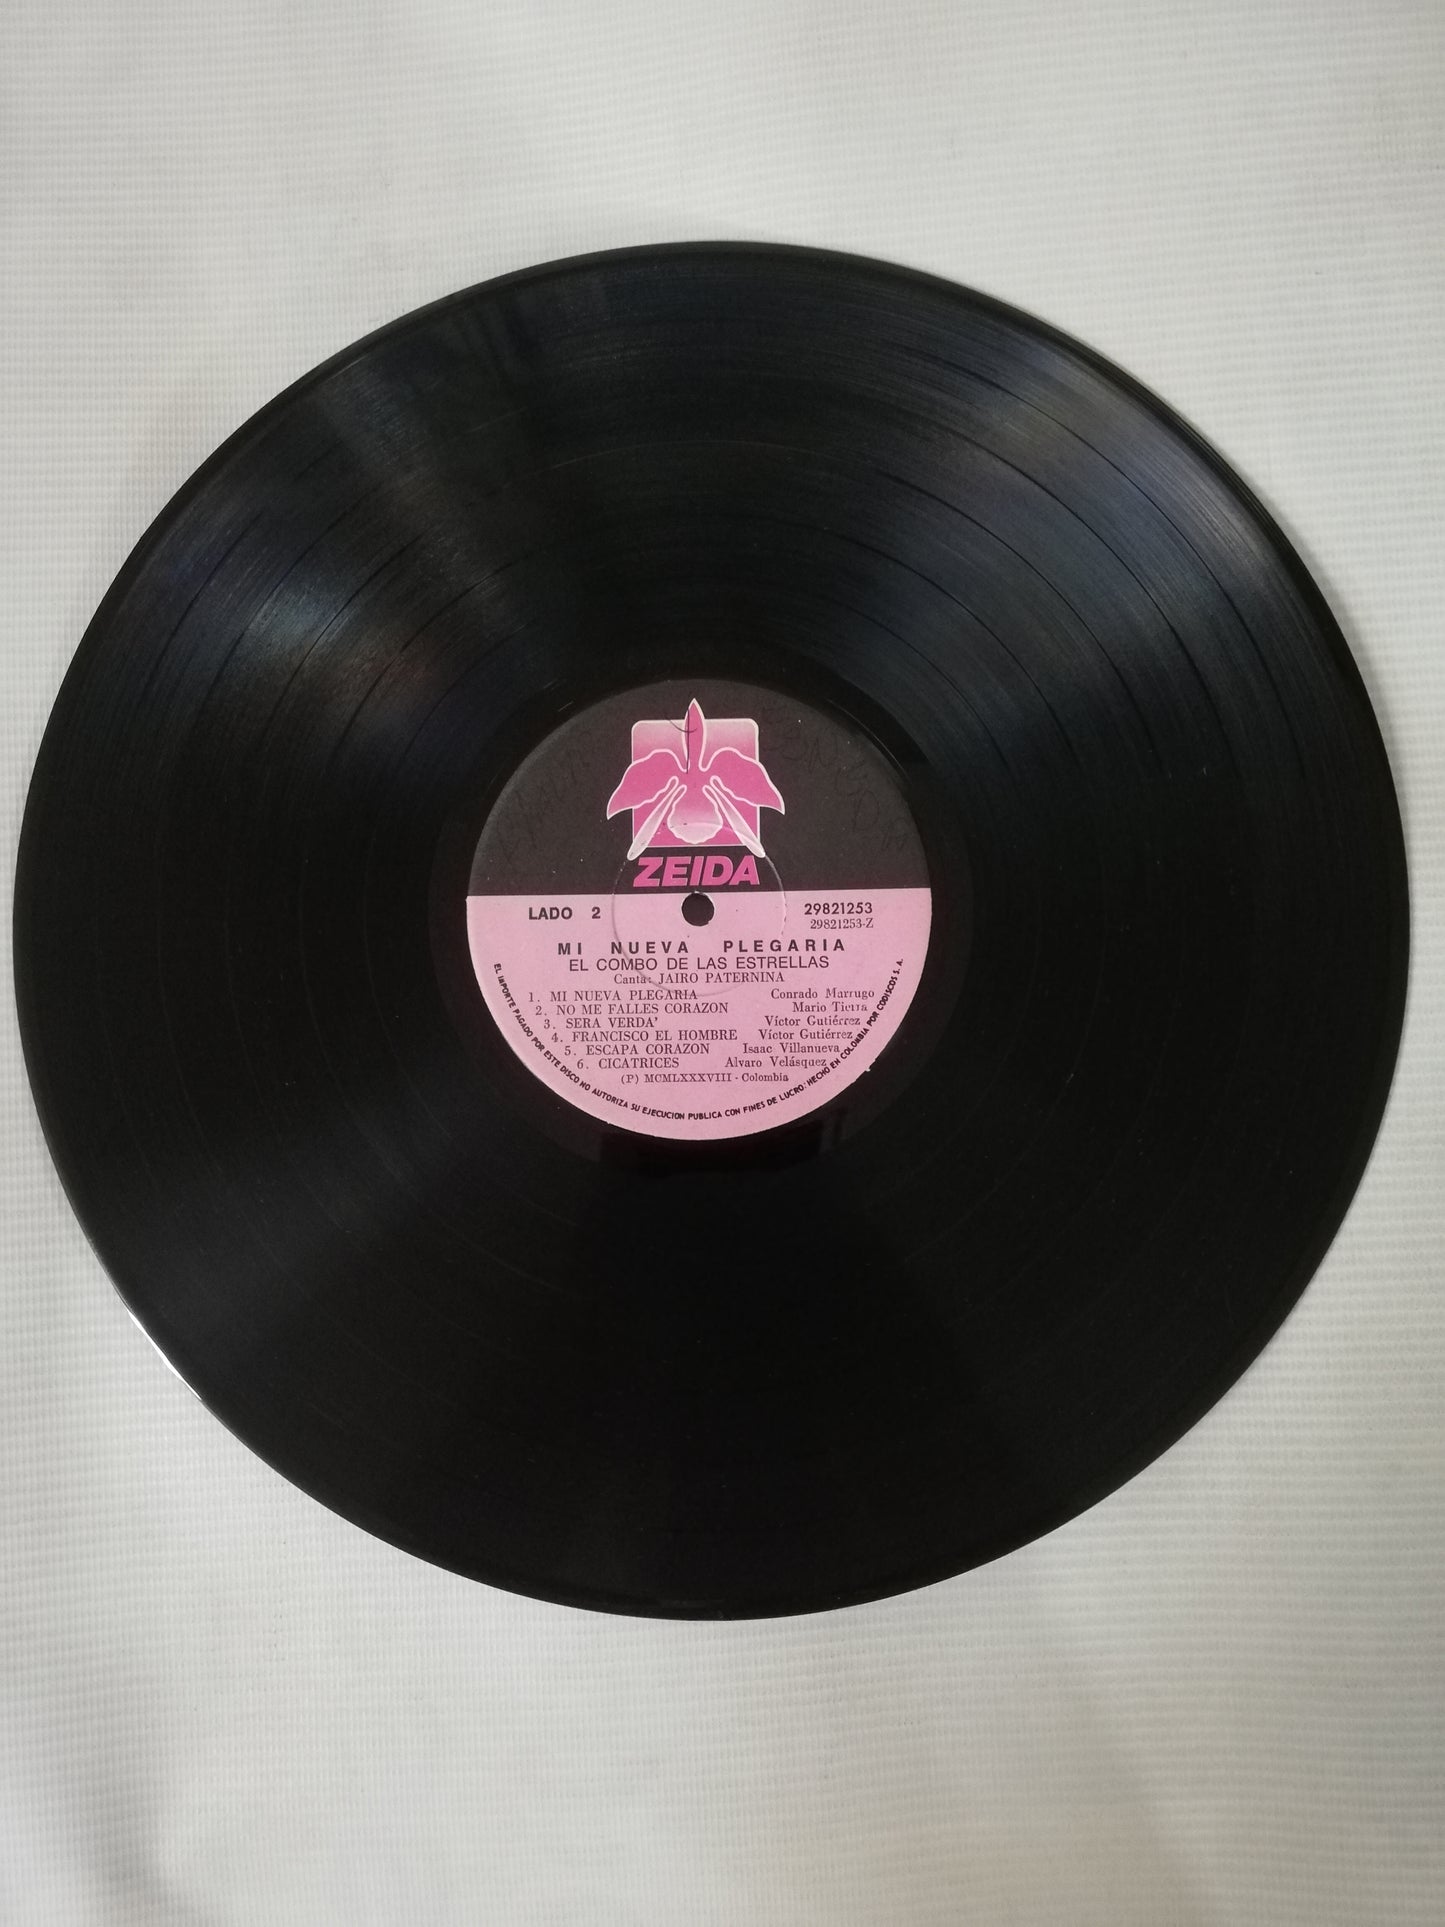 ZEIDA
LADO 2
29821253
29821253-Z
MI NUEVA PLEGARIA
EL COMBO DE LAS ESTRELLAS
Canta: JAIRO PATERNINA
1. MI NUEVA PLEGARIA Conrado Marrugo
2. NO ME FALLES CORAZON Mario Tierra
3. SERA VERDA' Víctor Gutiérrez
4. FRANCISCO EL HOMBRE Víctor Gutiérrez
5. ESCAPA CORAZON Isaac Villanueva
6. CICATRICES Alvaro Velásquez
(P) MCMLXXXVIII - Colombia
EL IMPORTE PAGADO POR ESTE DISCO NO AUTORIZA SU EJECUCION PUBLICA CON FINES DE LUCRO: HECHO EN COLOMBIA POR CODISCOS S. A.